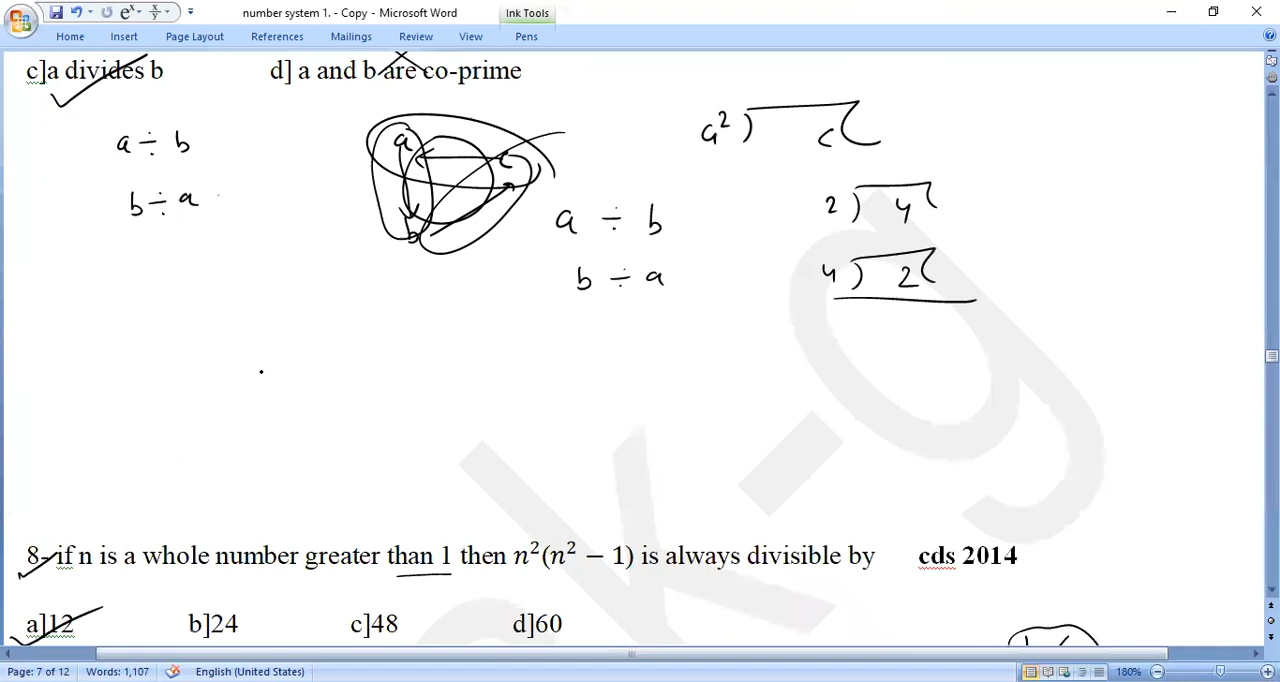 number system 1. - Copy - Microsoft Word
Ink Tools
Home Insert Page Layout References Mailings Review View Pens
c]a divides b d] a and b are co-prime
a ÷ b
b ÷ a
a
c
b
a ÷ b
b ÷ a
a² ) c (
2 ) 4 (
4 ) 2 (
k-g
8- if n is a whole number greater than 1 then n²(n² − 1) is always divisible by cds 2014
a]12 b]24 c]48 d]60
Page: 7 of 12 Words: 1,107 English (United States) 180%